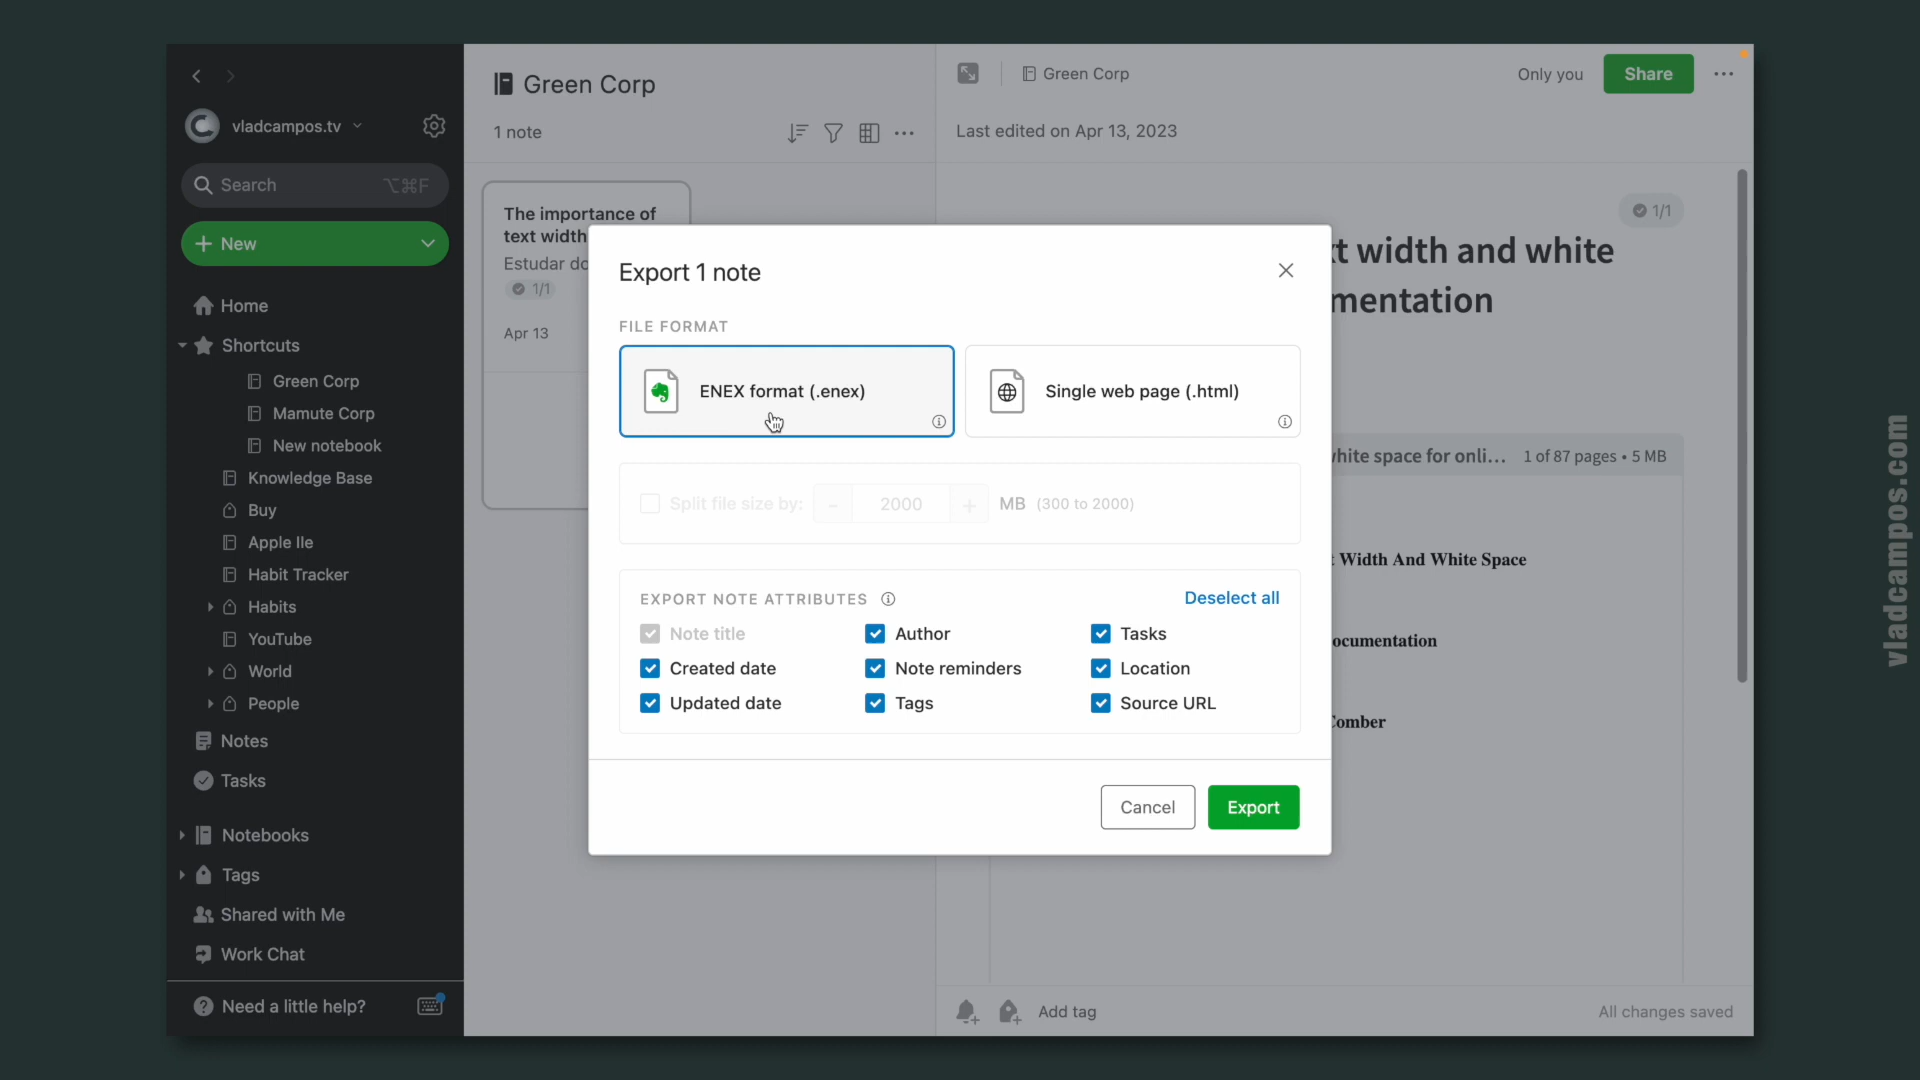 vladcampos.tv
Search ⌥⌘F
New
Home
Shortcuts
Green Corp
Mamute Corp
New notebook
Knowledge Base
Buy
Apple IIe
Habit Tracker
Habits
YouTube
World
People
Notes
Tasks
Notebooks
Tags
Shared with Me
Work Chat
Need a little help?
Green Corp
1 note
The importance of
text width
Estudar do
1/1
Apr 13
Green Corp
Only you
Share
Last edited on Apr 13, 2023
1/1
xt width and white
mentation
white space for onli... 1 of 87 pages • 5 MB
t Width And White Space
ocumentation
Comber
Add tag
All changes saved
Export 1 note
FILE FORMAT
ENEX format (.enex)
Single web page (.html)
Split file size by: - 2000 + MB (300 to 2000)
EXPORT NOTE ATTRIBUTES
Deselect all
Note title
Author
Tasks
Created date
Note reminders
Location
Updated date
Tags
Source URL
Cancel
Export
vladcampos.com